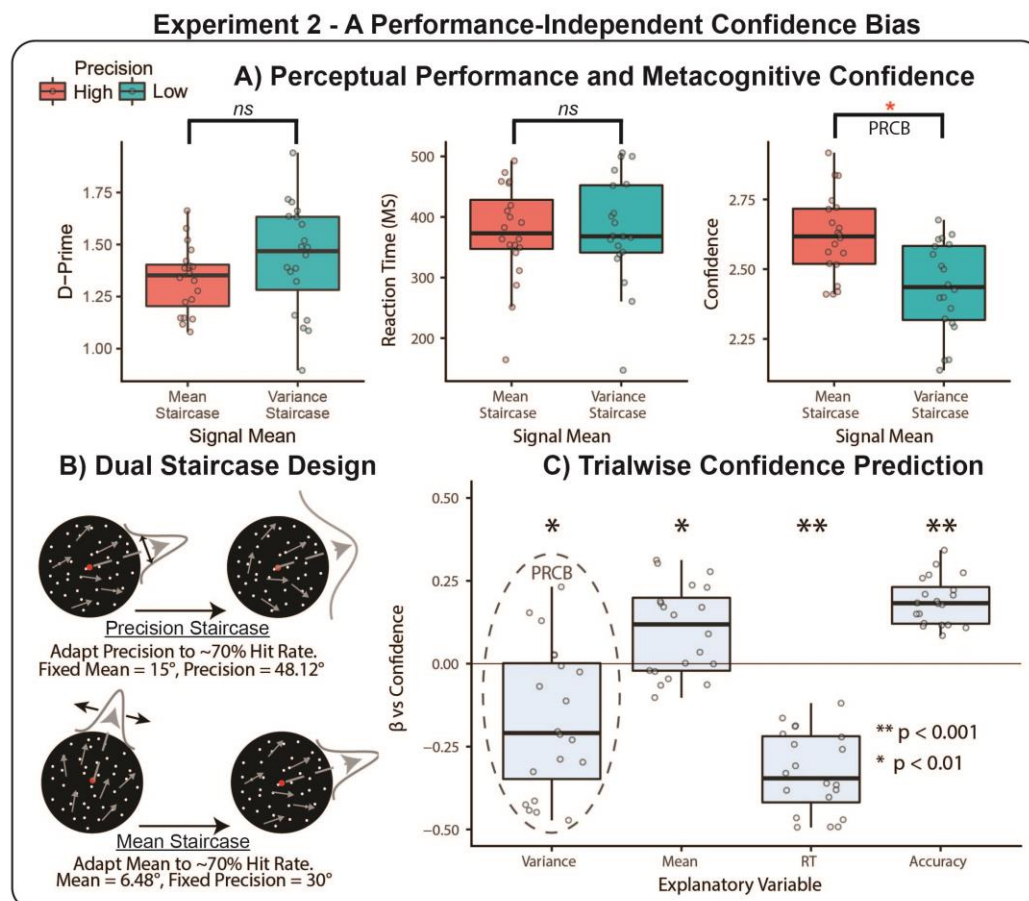 Experiment 2 - A Performance-Independent Confidence Bias
Precision
High Low
A) Perceptual Performance and Metacognitive Confidence
ns
D-Prime
1.75
1.50
1.25
1.00
Mean Staircase
Variance Staircase
Signal Mean
ns
Reaction Time (MS)
500
400
300
200
Mean Staircase
Variance Staircase
Signal Mean
*
PRCB
Confidence
2.75
2.50
2.25
Mean Staircase
Variance Staircase
Signal Mean
B) Dual Staircase Design
Precision Staircase
Adapt Precision to ~70% Hit Rate.
Fixed Mean = 15°, Precision = 48.12°
Mean Staircase
Adapt Mean to ~70% Hit Rate.
Mean = 6.48°, Fixed Precision = 30°
C) Trialwise Confidence Prediction
β vs Confidence
0.50
0.25
0.00
−0.25
−0.50
* * ** **
PRCB
** p < 0.001
* p < 0.01
Variance Mean RT Accuracy
Explanatory Variable